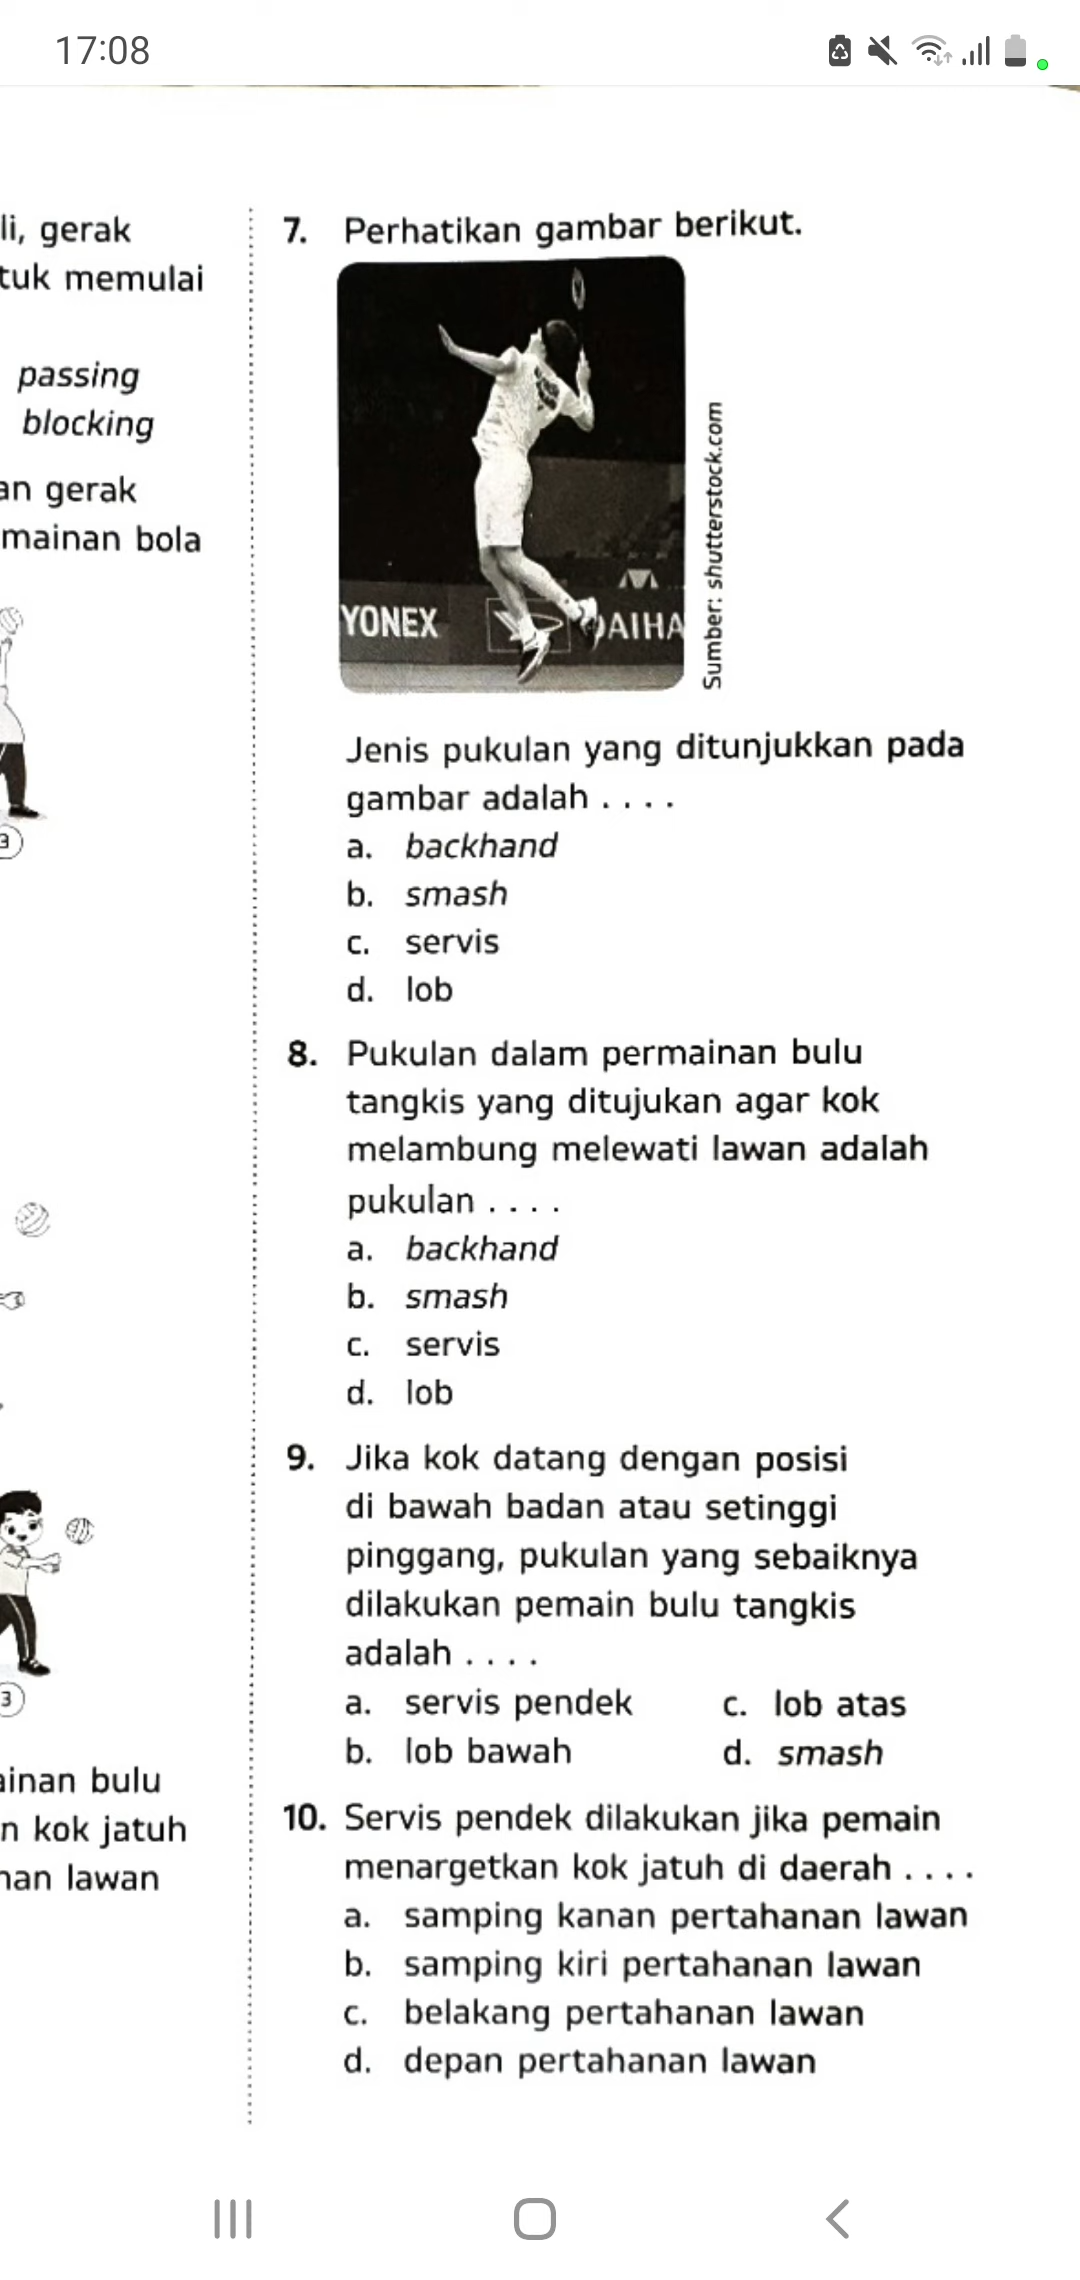 17:08
li, gerak
tuk memulai
passing
blocking
an gerak
mainan bola
3
3
ainan bulu
n kok jatuh
nan lawan
7. Perhatikan gambar berikut.
YONEX
DAIHA
Sumber: shutterstock.com
Jenis pukulan yang ditunjukkan pada
gambar adalah . . . .
a. backhand
b. smash
c. servis
d. lob
8. Pukulan dalam permainan bulu
tangkis yang ditujukan agar kok
melambung melewati lawan adalah
pukulan . . . .
a. backhand
b. smash
c. servis
d. lob
9. Jika kok datang dengan posisi
di bawah badan atau setinggi
pinggang, pukulan yang sebaiknya
dilakukan pemain bulu tangkis
adalah . . . .
a. servis pendek c. lob atas
b. lob bawah d. smash
10. Servis pendek dilakukan jika pemain
menargetkan kok jatuh di daerah . . . .
a. samping kanan pertahanan lawan
b. samping kiri pertahanan lawan
c. belakang pertahanan lawan
d. depan pertahanan lawan